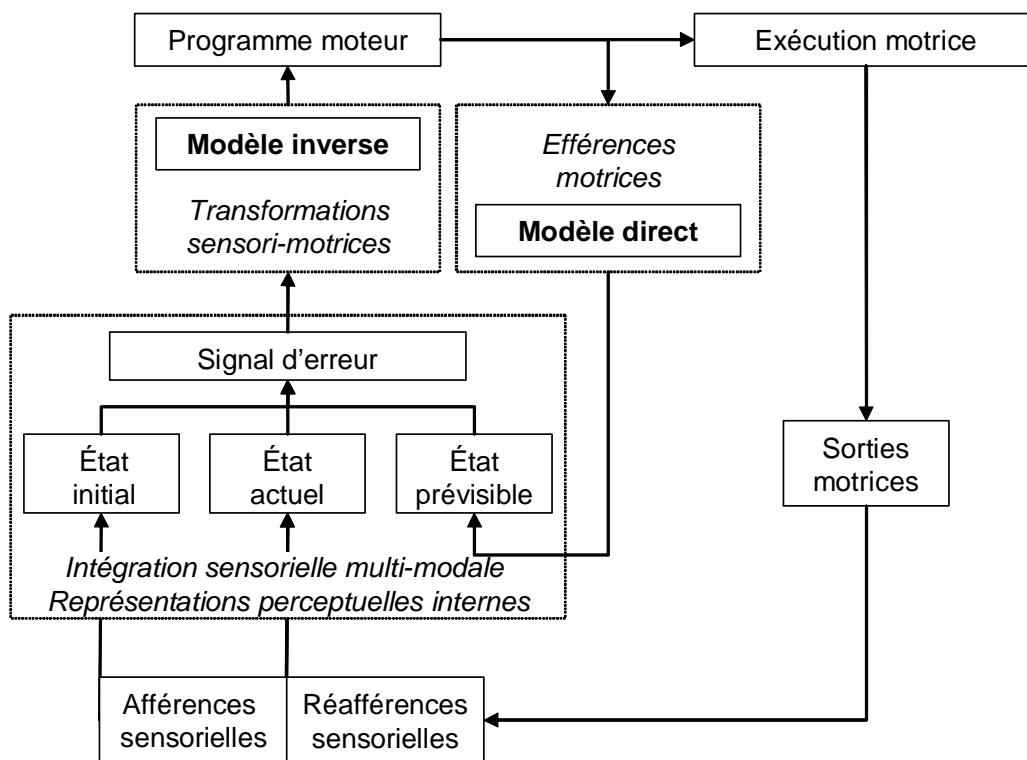 Programme moteur
Exécution motrice
Modèle inverse
Transformations
sensori-motrices
Efférences
motrices
Modèle direct
Signal d'erreur
État
initial
État
actuel
État
prévisible
Sorties
motrices
Intégration sensorielle multi-modale
Représentations perceptuelles internes
Afférences
sensorielles
Réafférences
sensorielles